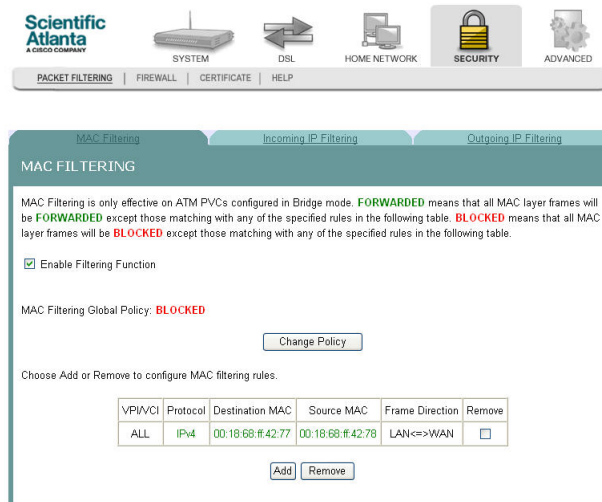 Scientific
Atlanta
A CISCO COMPANY
SYSTEM
DSL
HOME NETWORK
SECURITY
ADVANCED
PACKET FILTERING | FIREWALL | CERTIFICATE | HELP
MAC Filtering
Incoming IP Filtering
Outgoing IP Filtering
MAC FILTERING
MAC Filtering is only effective on ATM PVCs configured in Bridge mode. FORWARDED means that all MAC layer frames will
be FORWARDED except those matching with any of the specified rules in the following table. BLOCKED means that all MAC
layer frames will be BLOCKED except those matching with any of the specified rules in the following table.
Enable Filtering Function
MAC Filtering Global Policy: BLOCKED
Change Policy
Choose Add or Remove to configure MAC filtering rules.
VPI/VCI Protocol Destination MAC Source MAC Frame Direction Remove
ALL IPv4 00:18:68:ff:42:77 00:18:68:ff:42:78 LAN<=>WAN
Add Remove